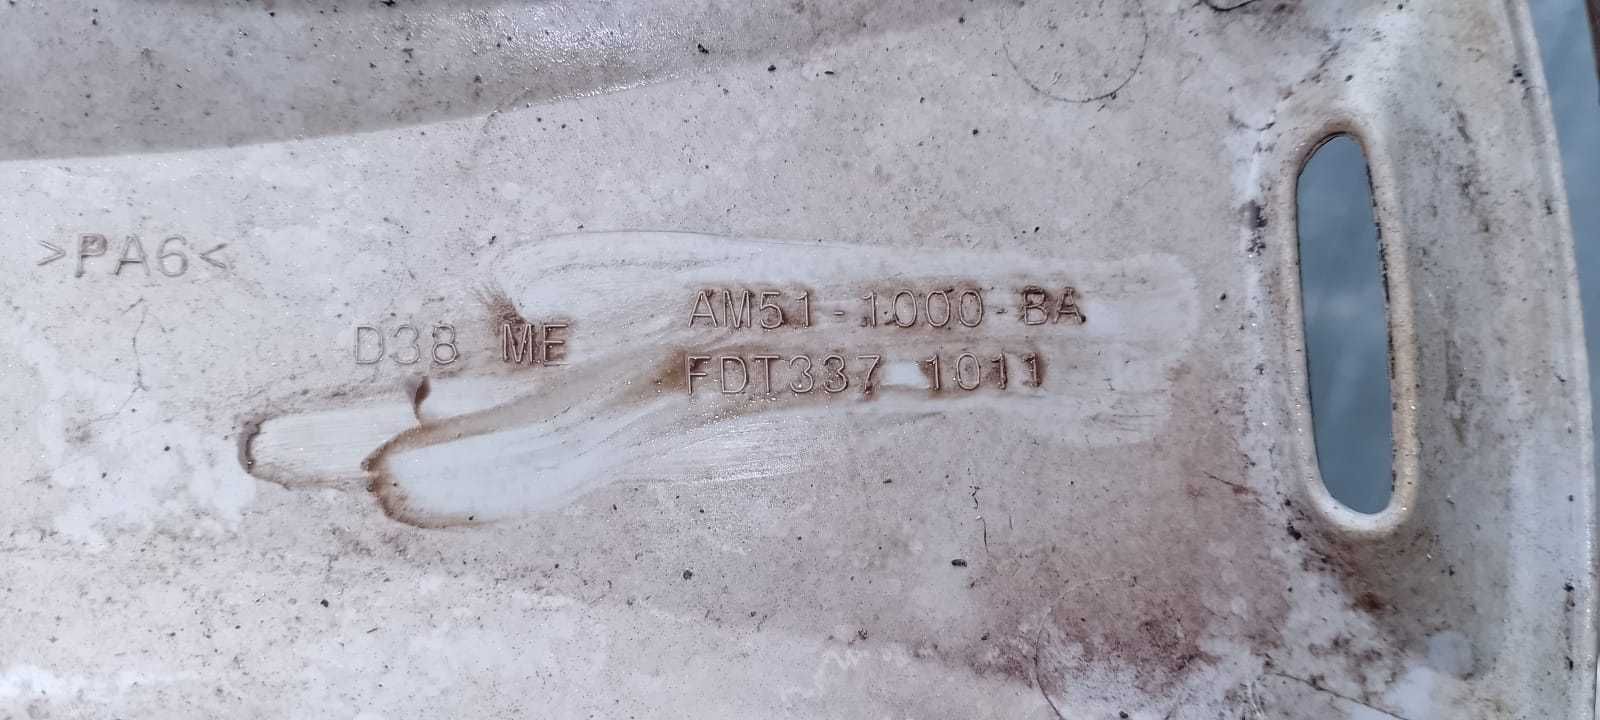 >PA6<
D38 ME
AM51-1000-BA
FDT337 1011